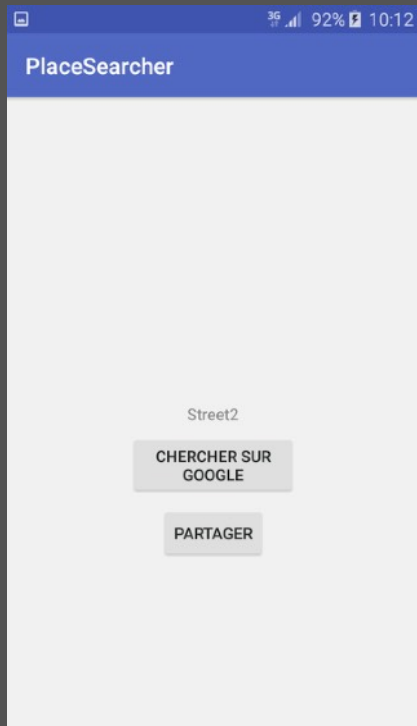 3G 92% 10:12
PlaceSearcher
Street2
CHERCHER SUR
GOOGLE
PARTAGER